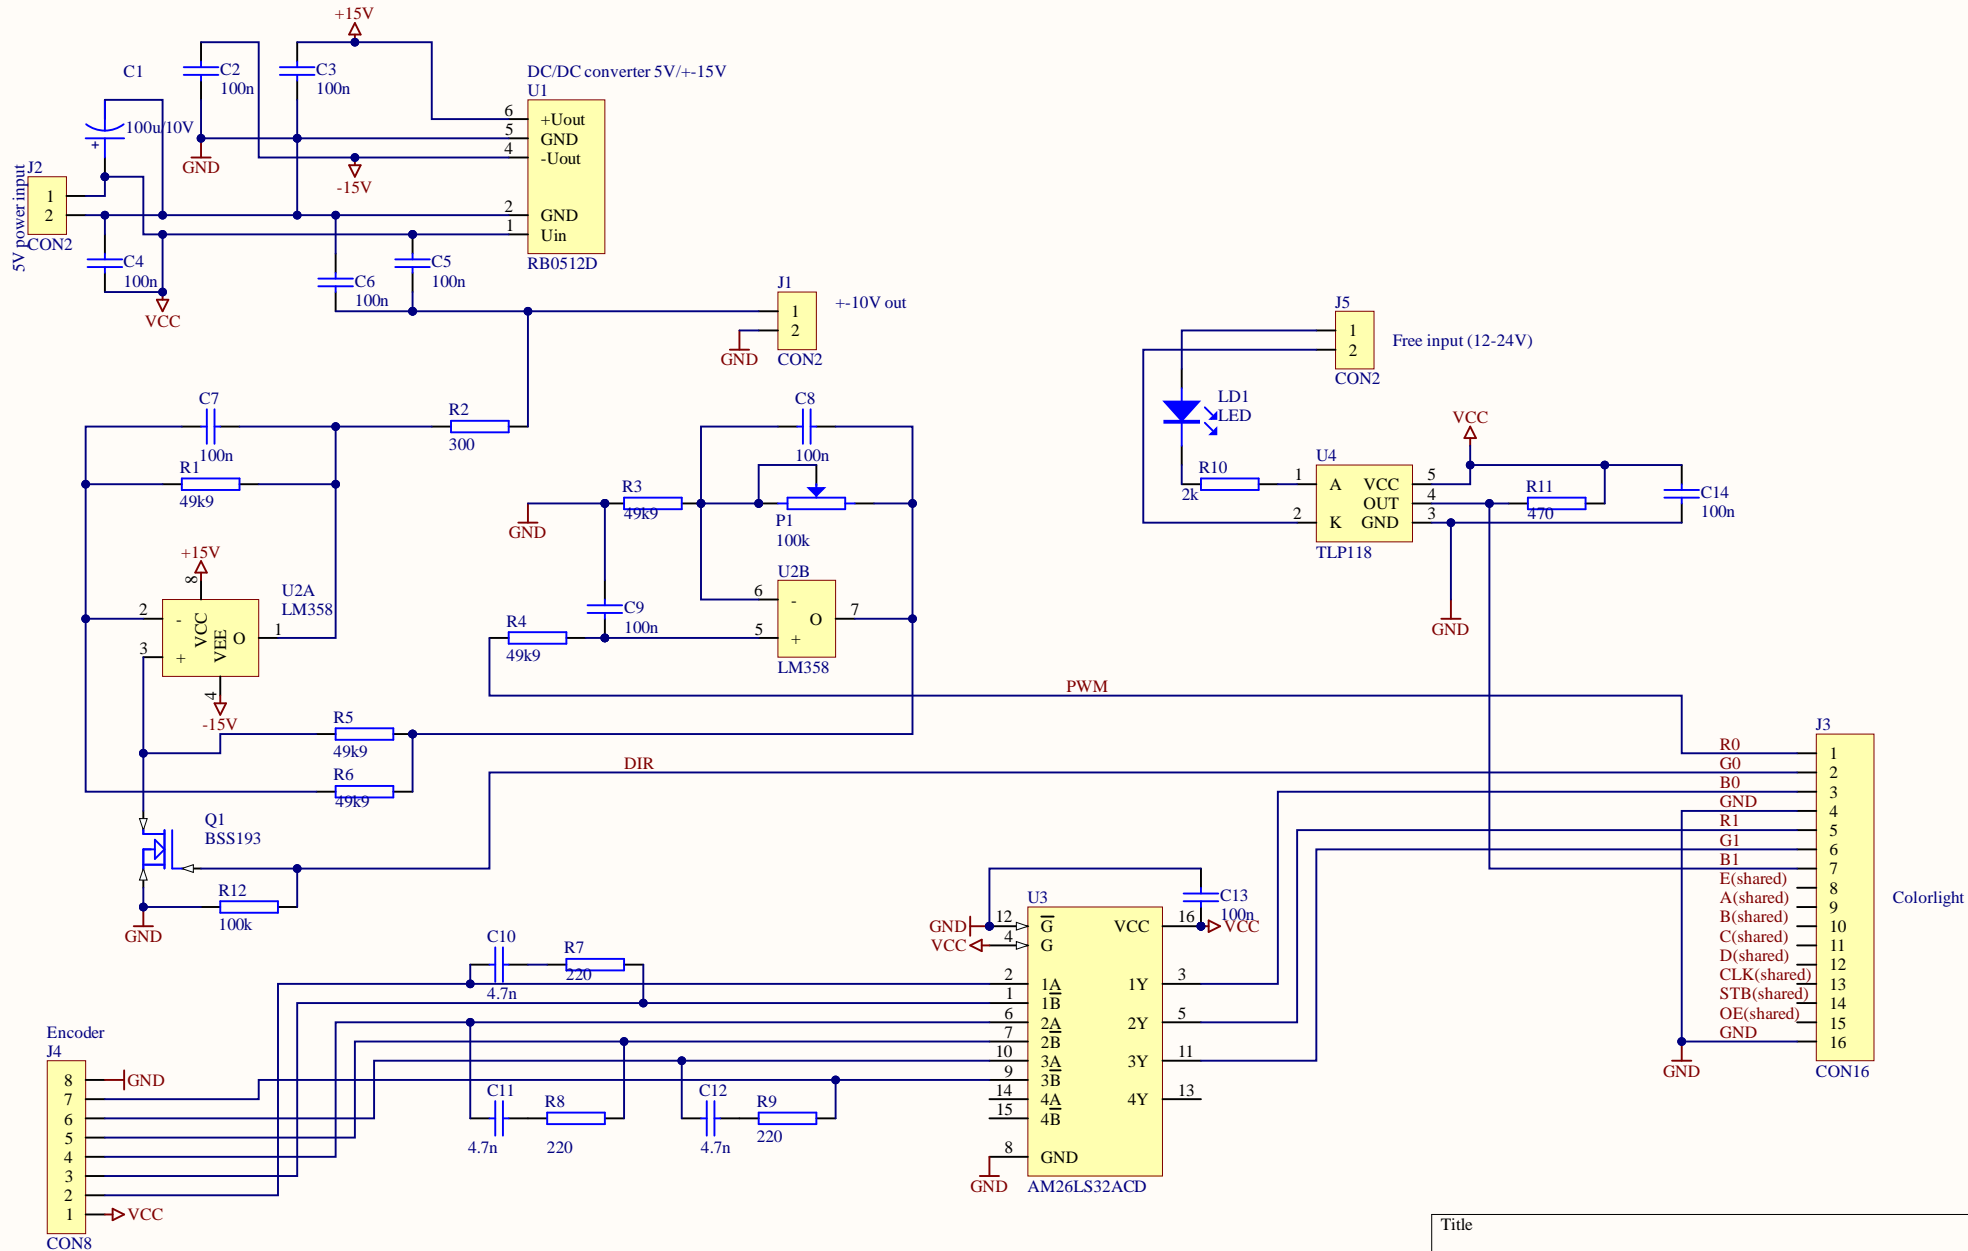 +15V
C1
C2
100n
C3
100n
100u/10V
+
GND
-15V
DC/DC converter 5V/+-15V
U1
6
5
4
2
1
+Uout
GND
-Uout
GND
Uin
RB0512D
5V power input
J2
1
2
CON2
C4
100n
VCC
C6
100n
C5
100n
J1
1
2
CON2
+-10V out
GND
C7
100n
R1
49k9
R2
300
+15V
8
U2A
LM358
2
3
-
+
VCC
VEE
O
1
4
-15V
C8
100n
R3
49k9
GND
P1
100k
C9
100n
R4
49k9
U2B
6
5
-
+
O
7
LM358
R5
49k9
R6
49k9
Q1
BSS193
R12
100k
GND
PWM
DIR
J5
1
2
CON2
Free input (12-24V)
LD1
LED
R10
2k
U4
1
2
A
K
VCC
OUT
GND
5
4
3
TLP118
VCC
R11
470
C14
100n
GND
J3
R0
1
G0
2
B0
3
GND
4
R1
5
G1
6
B1
7
E(shared)
8
A(shared)
9
B(shared)
10
C(shared)
11
D(shared)
12
CLK(shared)
13
STB(shared)
14
OE(shared)
15
GND
16
CON16
Colorlight
GND
U3
C13
100n
GND
12
G
VCC
4
G
VCC
16
VCC
2
1A
1
1B
6
2A
7
2B
10
3A
9
3B
14
4A
15
4B
8
GND
1Y
3
2Y
5
3Y
11
4Y
13
GND
AM26LS32ACD
C10
4.7n
R7
220
C11
4.7n
R8
220
C12
4.7n
R9
220
Encoder
J4
8
GND
7
6
5
4
3
2
1
VCC
CON8
Title